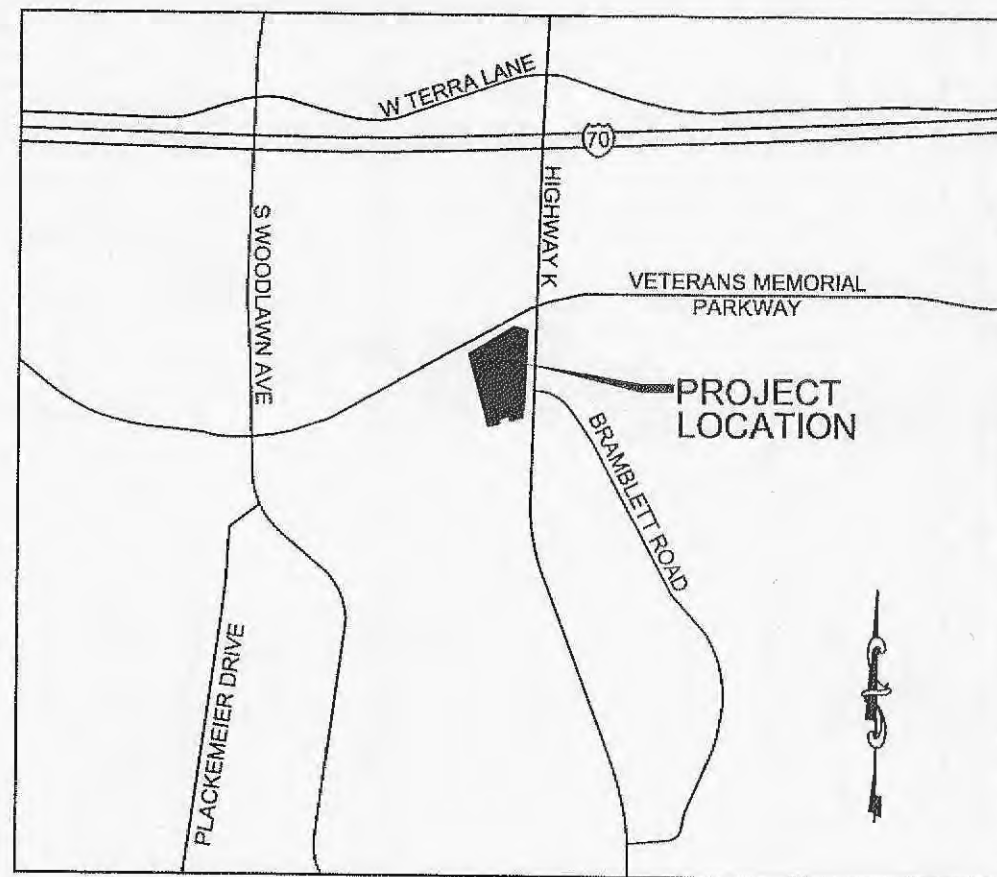 W TERRA LANE
70
S WOODLAWN AVE
HIGHWAY K
VETERANS MEMORIAL
PARKWAY
PROJECT
LOCATION
BRAMBLETT ROAD
PLACKEMEIER DRIVE